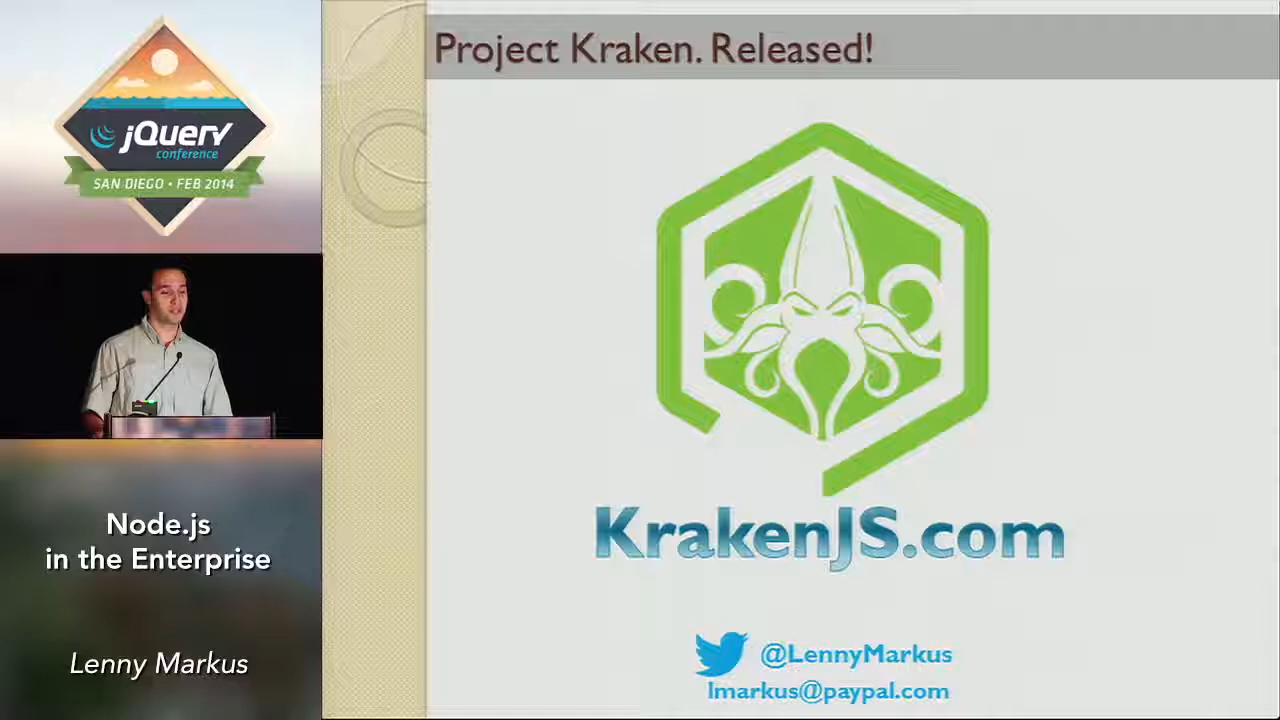 jQuery
conference
SAN DIEGO • FEB 2014
Node.js
in the Enterprise
Lenny Markus
Project Kraken. Released!
KrakenJS.com
@LennyMarkus
lmarkus@paypal.com